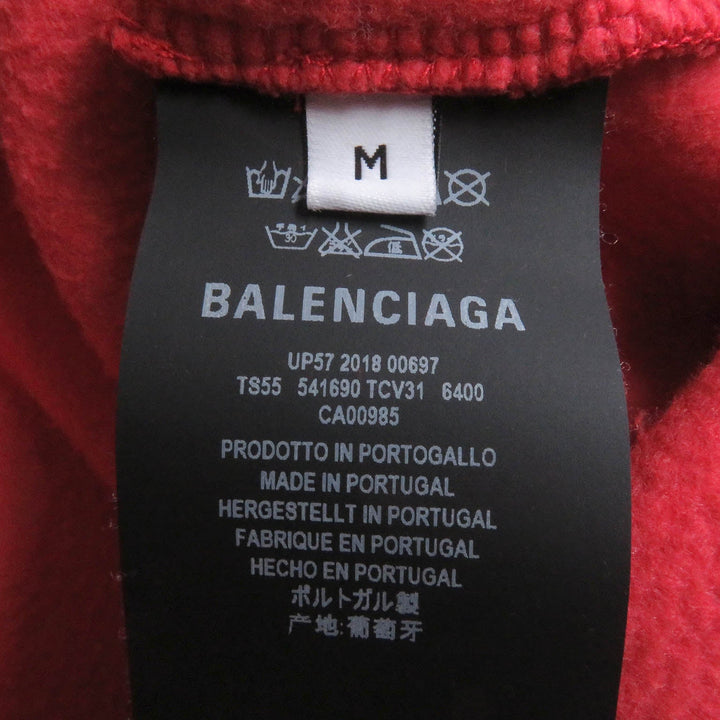 M
BALENCIAGA
UP57 2018 00697
TS55 541690 TCV31 6400
CA00985
PRODOTTO IN PORTOGALLO
MADE IN PORTUGAL
HERGESTELLT IN PORTUGAL
FABRIQUE EN PORTUGAL
HECHO EN PORTUGAL
ポルトガル製
产地:葡萄牙